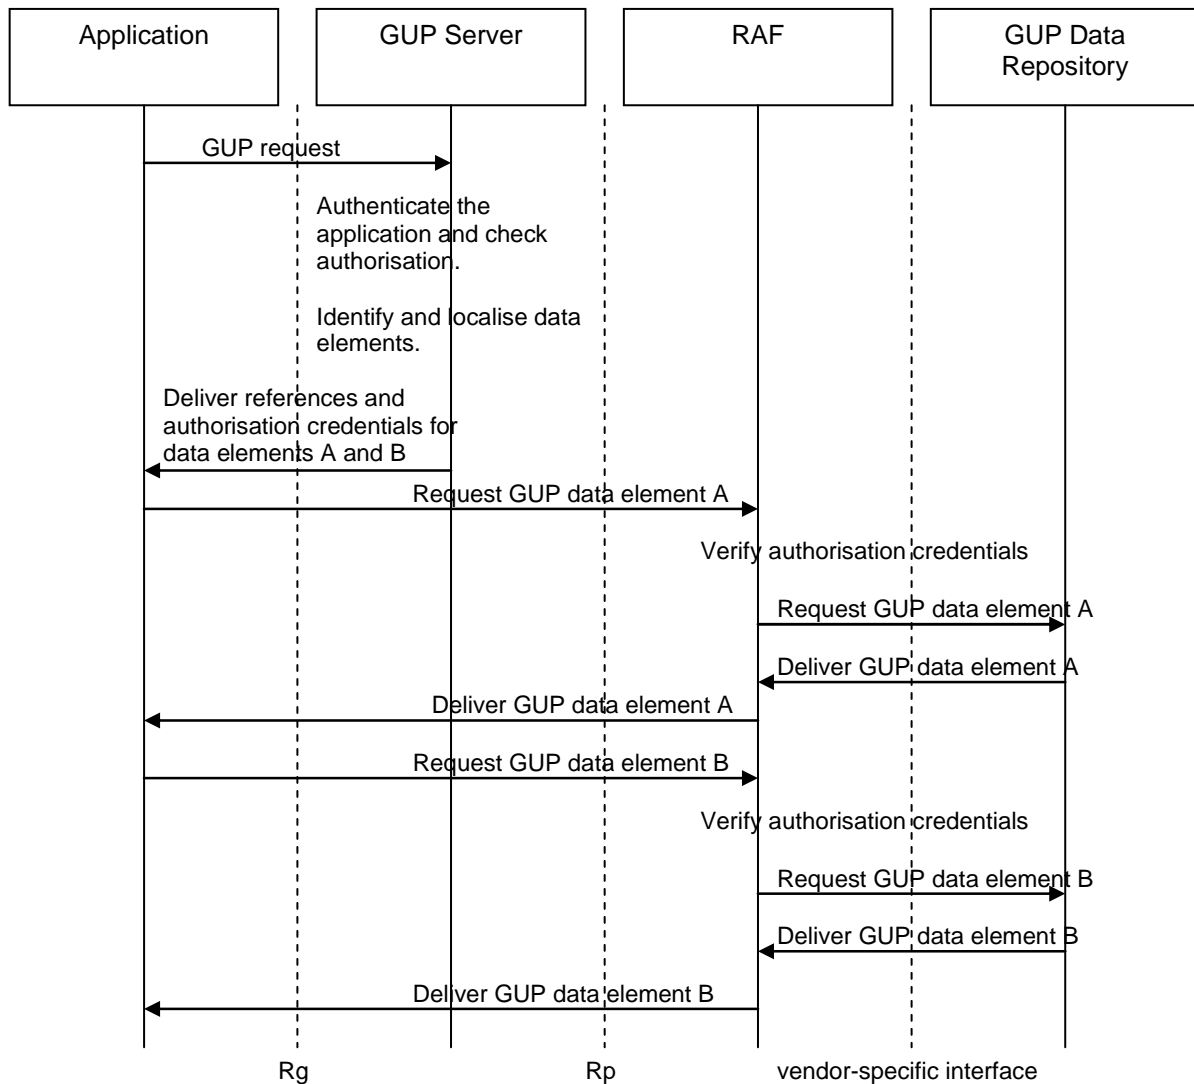 Application
GUP Server
RAF
GUP Data
Repository
GUP request
Authenticate the
application and check
authorisation.
Identify and localise data
elements.
Deliver references and
authorisation credentials for
data elements A and B
Request GUP data element A
Verify authorisation credentials
Request GUP data element A
Deliver GUP data element A
Deliver GUP data element A
Request GUP data element B
Verify authorisation credentials
Request GUP data element B
Deliver GUP data element B
Deliver GUP data element B
Rg
Rp
vendor-specific interface